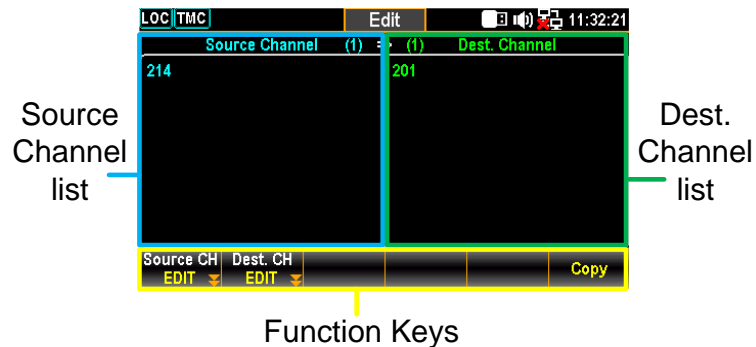 LOC TMC Edit 11:32:21
Source Channel (1) ⇒ (1) Dest. Channel
214 201
Source
Channel
list
Dest.
Channel
list
Source CH Dest. CH
EDIT EDIT Copy
Function Keys